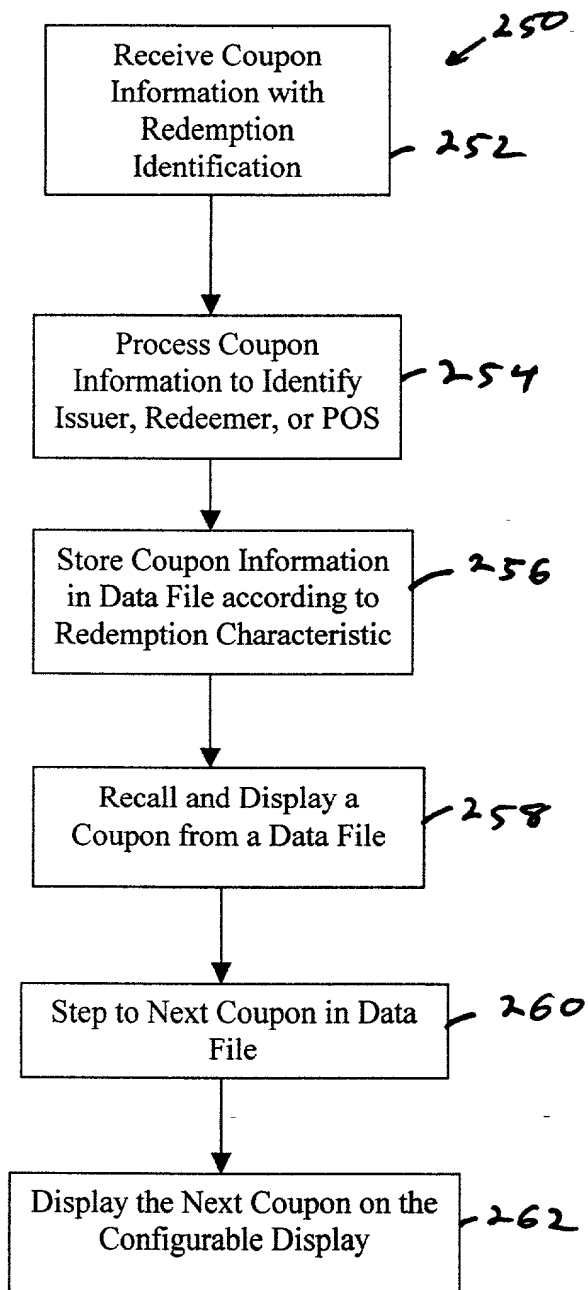 250
Receive Coupon
Information with
Redemption
Identification
252
Process Coupon
Information to Identify
Issuer, Redeemer, or POS
254
Store Coupon Information
in Data File according to
Redemption Characteristic
256
Recall and Display a
Coupon from a Data File
258
Step to Next Coupon in Data
File
260
Display the Next Coupon on the
Configurable Display
262